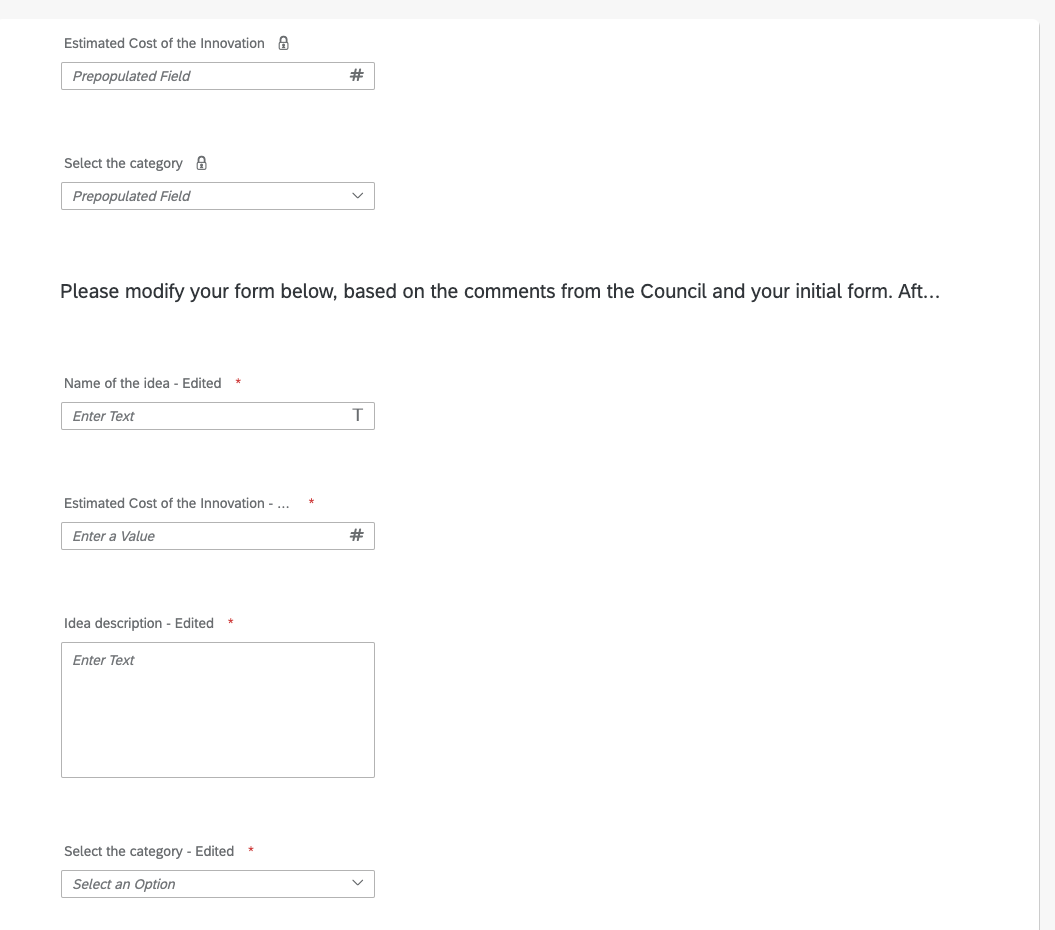 Estimated Cost of the Innovation
Prepopulated Field #
Select the category
Prepopulated Field
Please modify your form below, based on the comments from the Council and your initial form. Aft...
Name of the idea - Edited *
Enter Text T
Estimated Cost of the Innovation - ... *
Enter a Value #
Idea description - Edited *
Enter Text
Select the category - Edited *
Select an Option